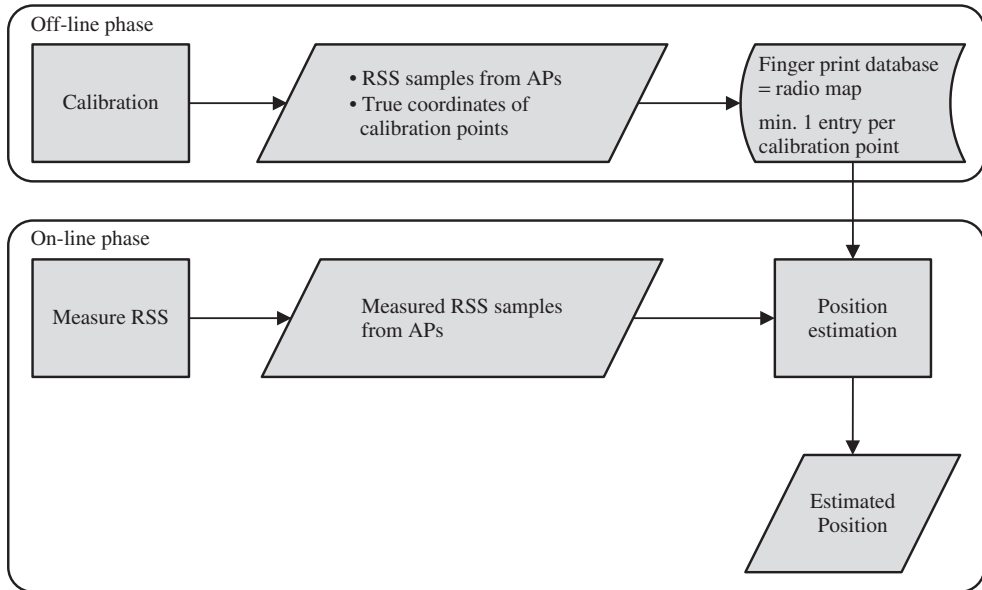 Off-line phase
Calibration
• RSS samples from APs
• True coordinates of
calibration points
Finger print database
= radio map
min. 1 entry per
calibration point
On-line phase
Measure RSS
Measured RSS samples
from APs
Position
estimation
Estimated
Position